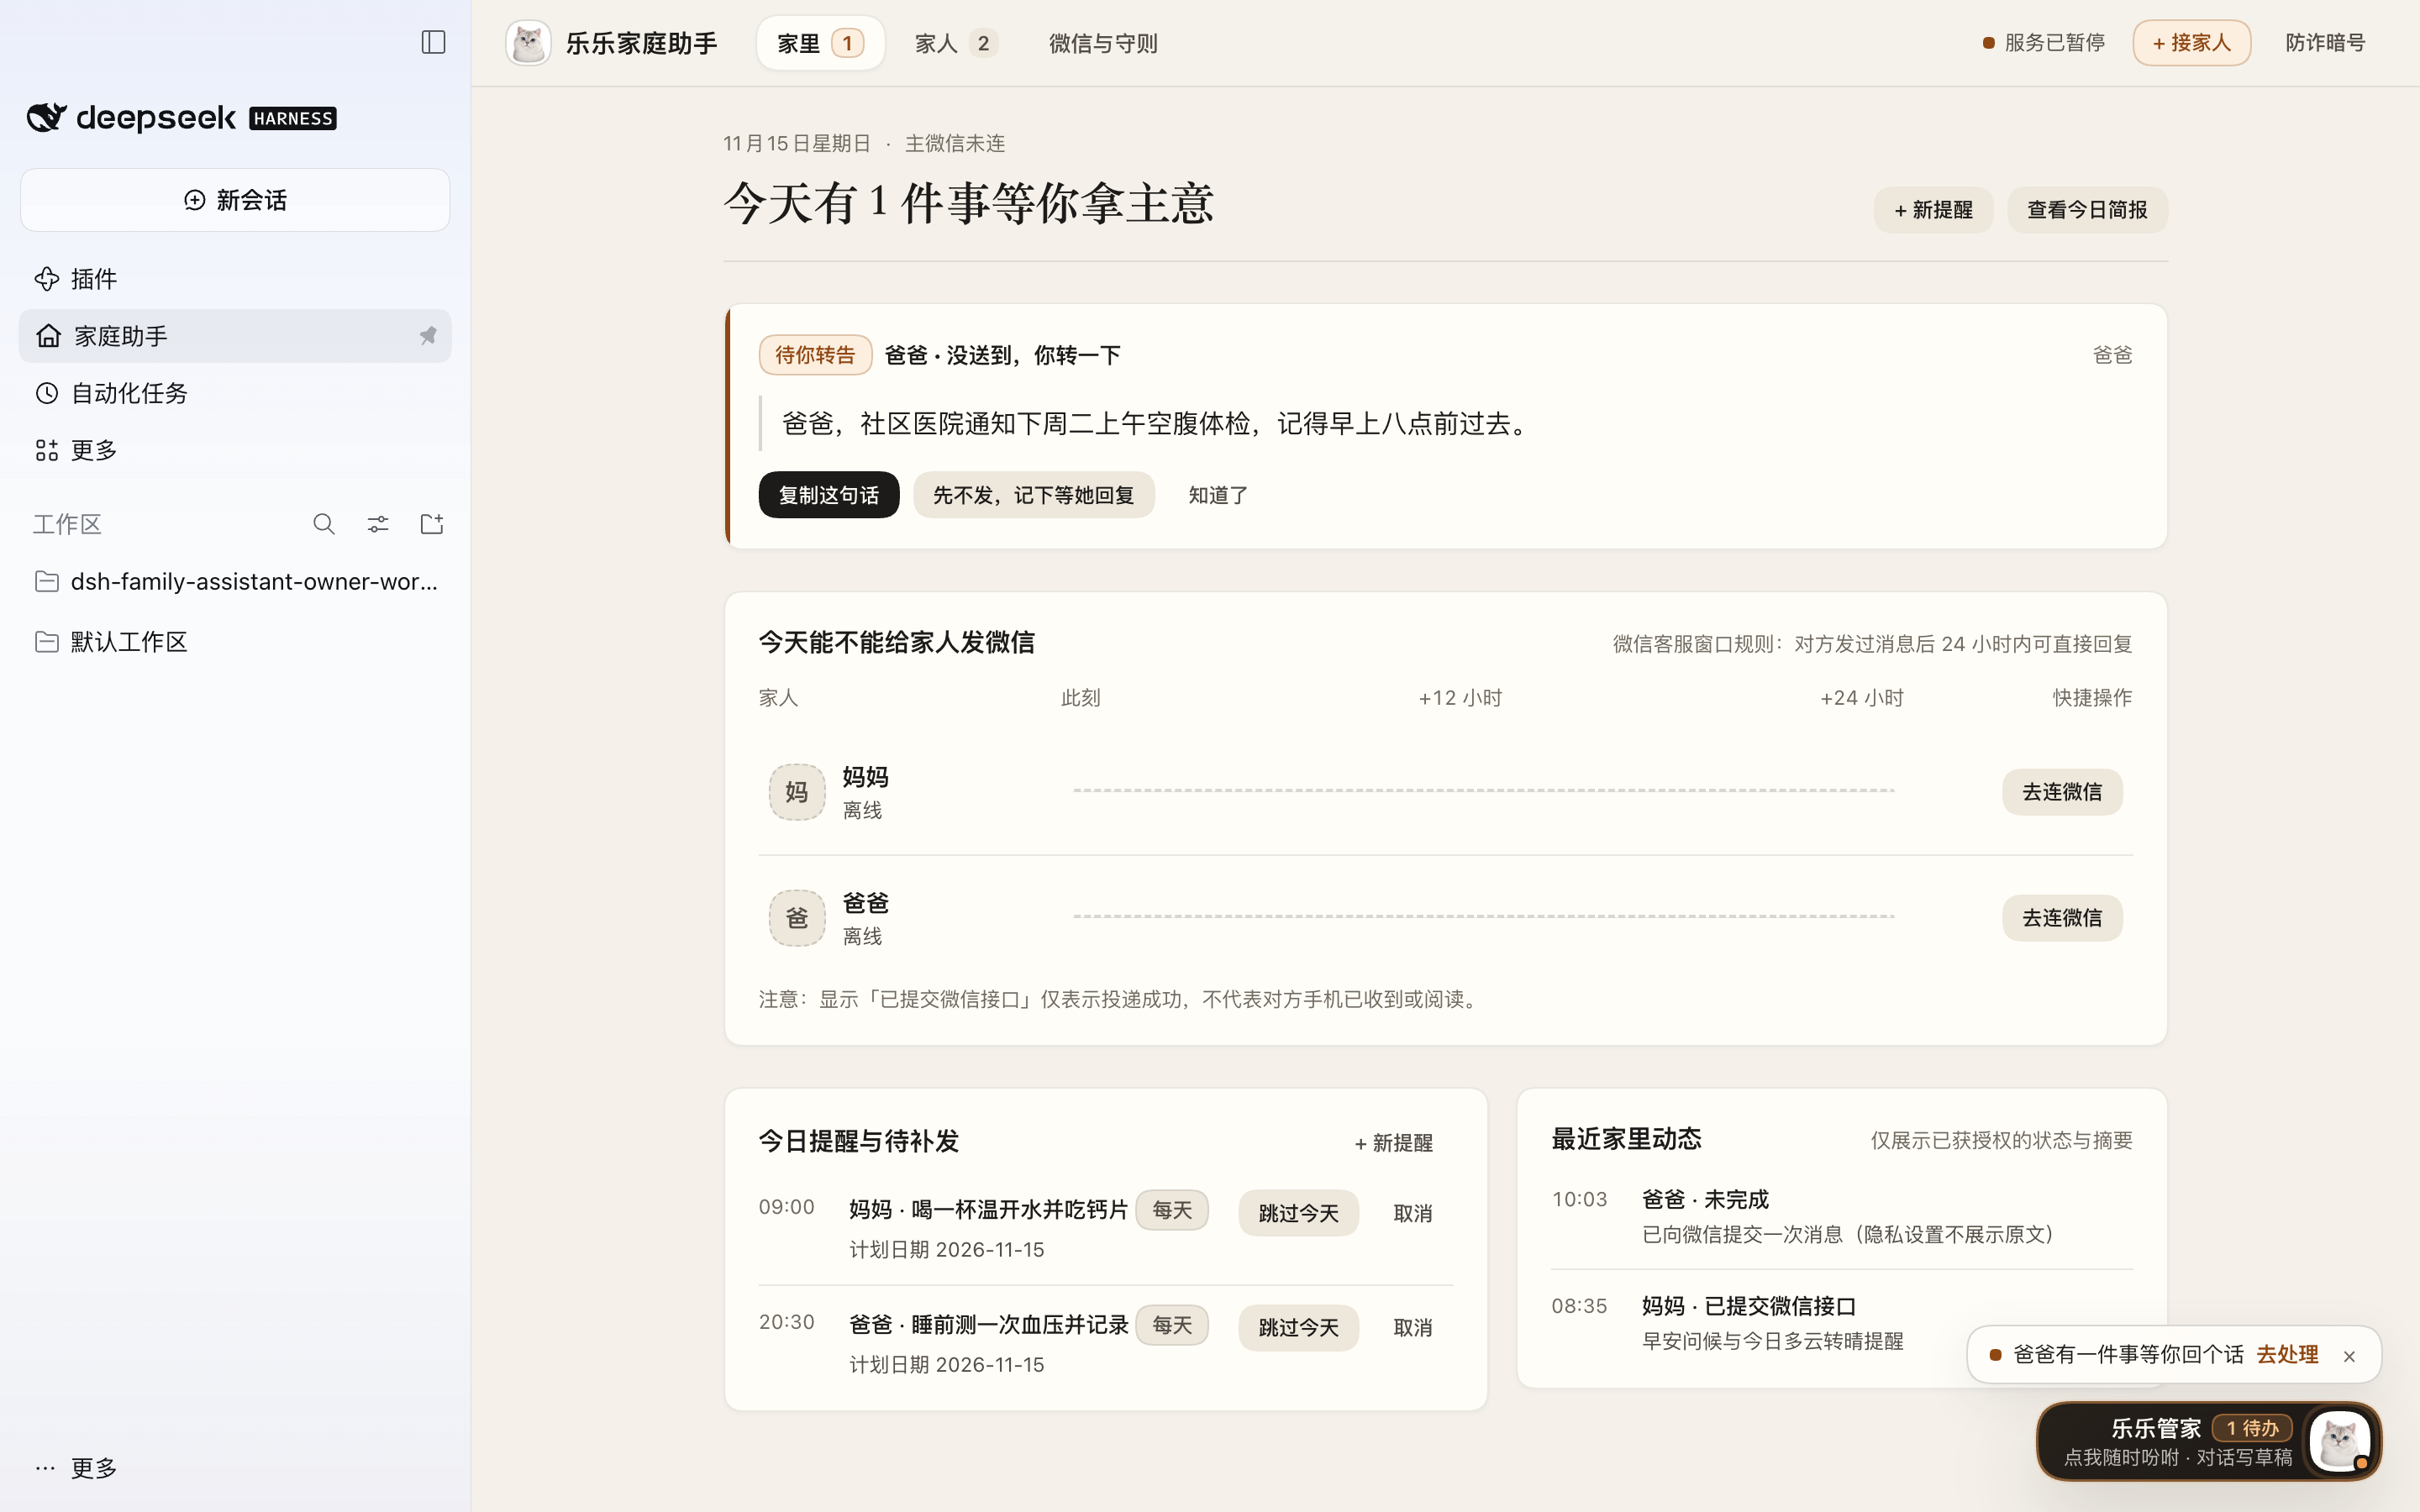 deepseek HARNESS
新会话
插件
家庭助手
自动化任务
更多
工作区
dsh-family-assistant-owner-wor...
默认工作区
... 更多
乐乐家庭助手
家里 1
家人 2
微信与守则
服务已暂停
+ 接家人
防诈暗号
11月15日星期日 · 主微信未连
今天有 1 件事等你拿主意
+ 新提醒
查看今日简报
待你转告 爸爸 · 没送到，你转一下
爸爸
爸爸，社区医院通知下周二上午空腹体检，记得早上八点前过去。
复制这句话
先不发，记下等她回复
知道了
今天能不能给家人发微信
微信客服窗口规则：对方发过消息后 24 小时内可直接回复
家人 此刻 +12 小时 +24 小时 快捷操作
妈
妈妈
离线
去连微信
爸
爸爸
离线
去连微信
注意：显示「已提交微信接口」仅表示投递成功，不代表对方手机已收到或阅读。
今日提醒与待补发
+ 新提醒
09:00 妈妈 · 喝一杯温开水并吃钙片 每天 跳过今天 取消
计划日期 2026-11-15
20:30 爸爸 · 睡前测一次血压并记录 每天 跳过今天 取消
计划日期 2026-11-15
最近家里动态
仅展示已获授权的状态与摘要
10:03 爸爸 · 未完成
已向微信提交一次消息（隐私设置不展示原文）
08:35 妈妈 · 已提交微信接口
早安问候与今日多云转晴提醒
爸爸有一件事等你回个话 去处理 ×
乐乐管家 1 待办
点我随时吩咐 · 对话写草稿